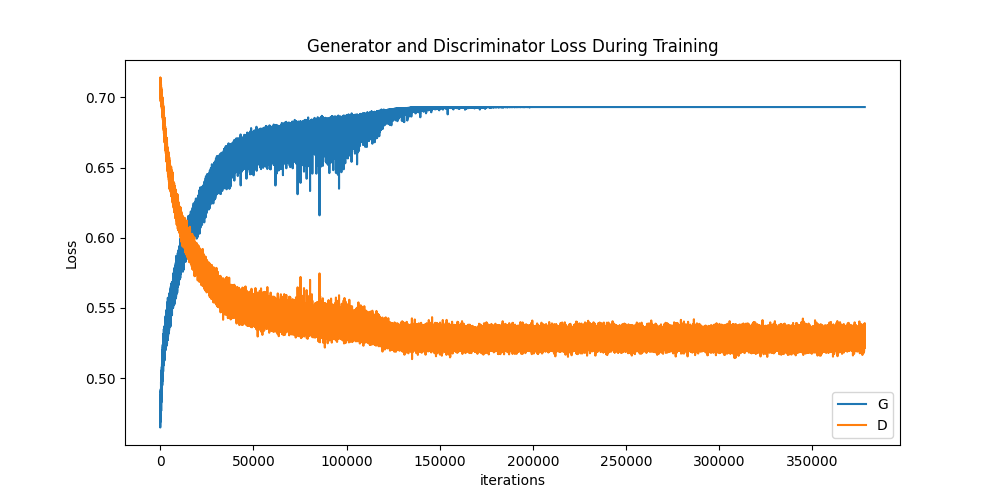 Generator and Discriminator Loss During Training
0.70
0.65
0.60
0.55
0.50
Loss
G
D
0
50000
100000
150000
200000
250000
300000
350000
iterations